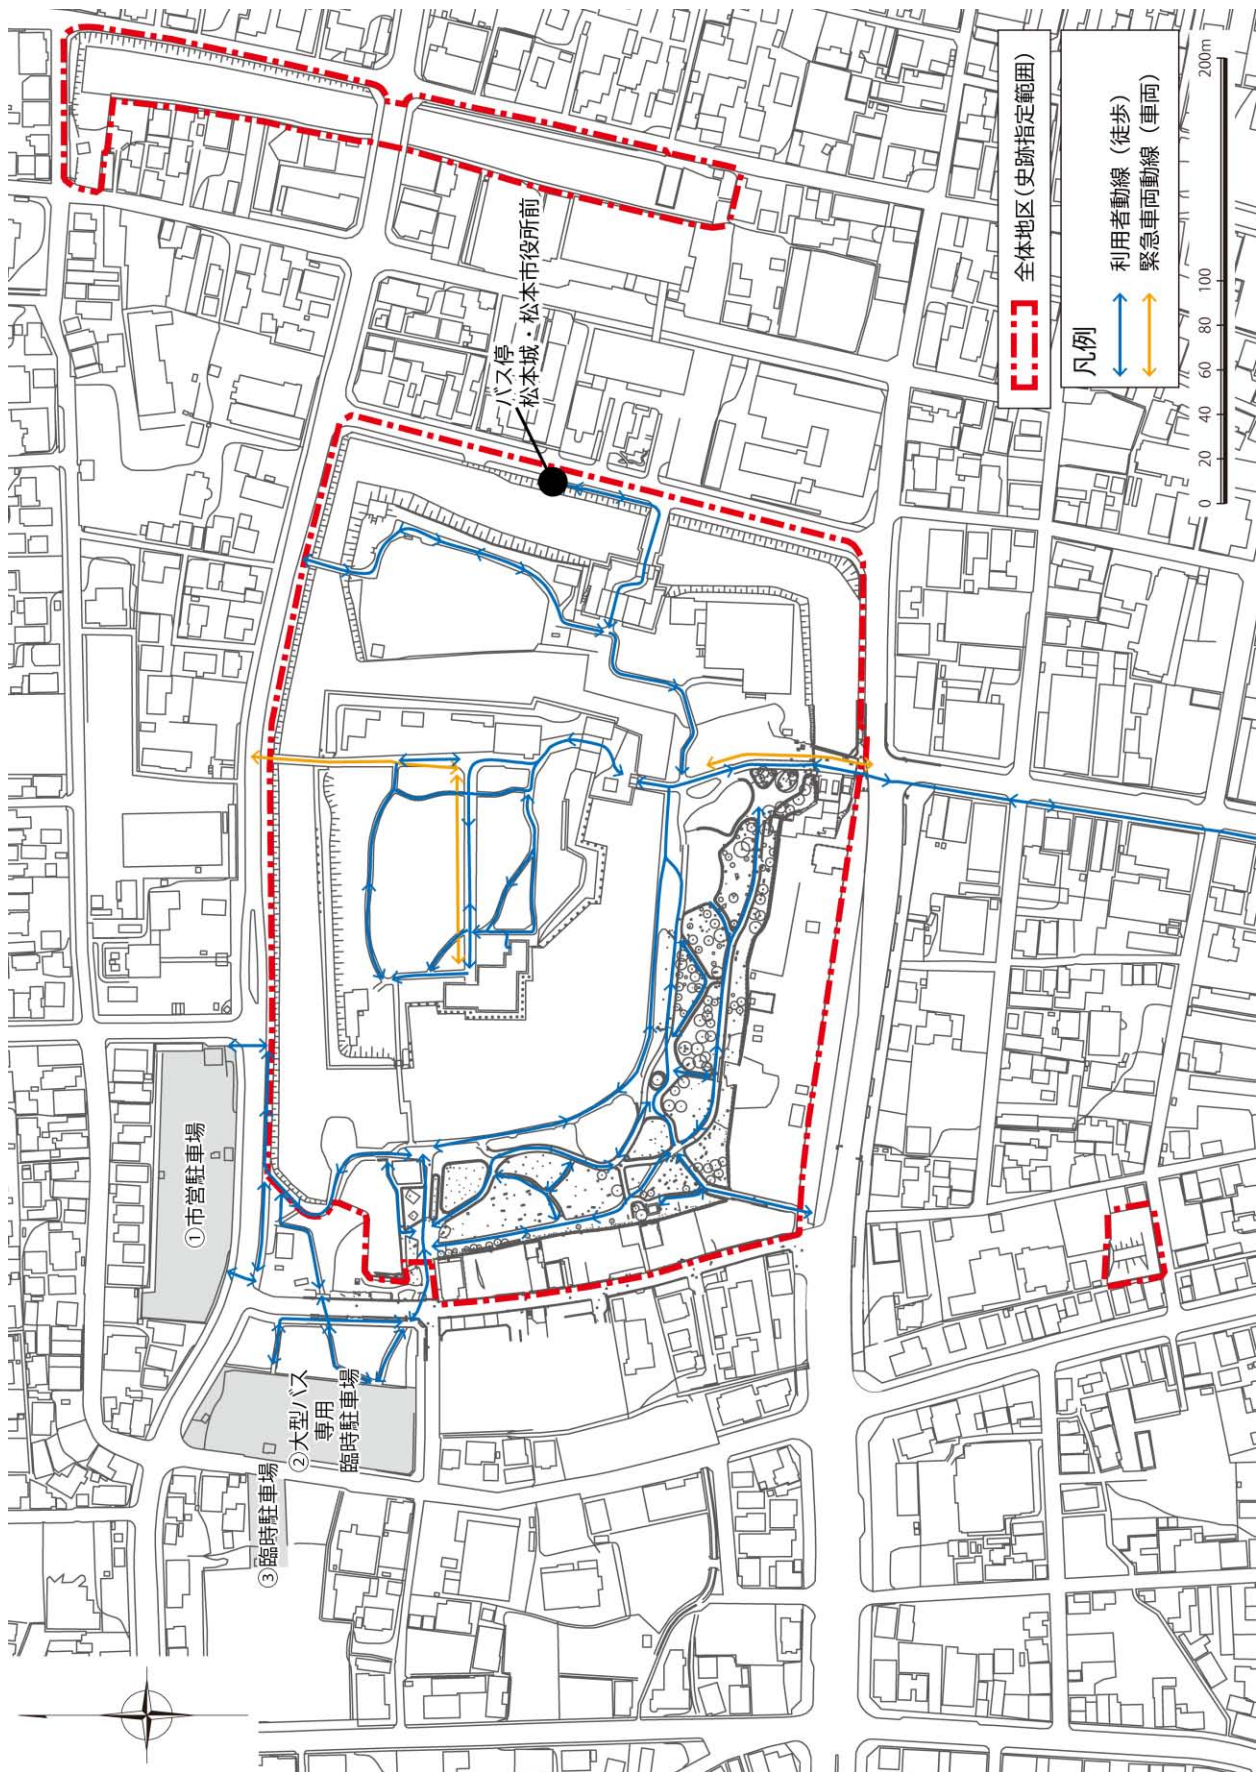 ①市営駐車場
②大型バス
専用
臨時駐車場
③臨時駐車場
バス停
松本城・松本市役所前
全体地区(史跡指定範囲)
凡例
利用者動線（徒歩）
緊急車両動線（車両）
0 20 40 60 80 100 200m